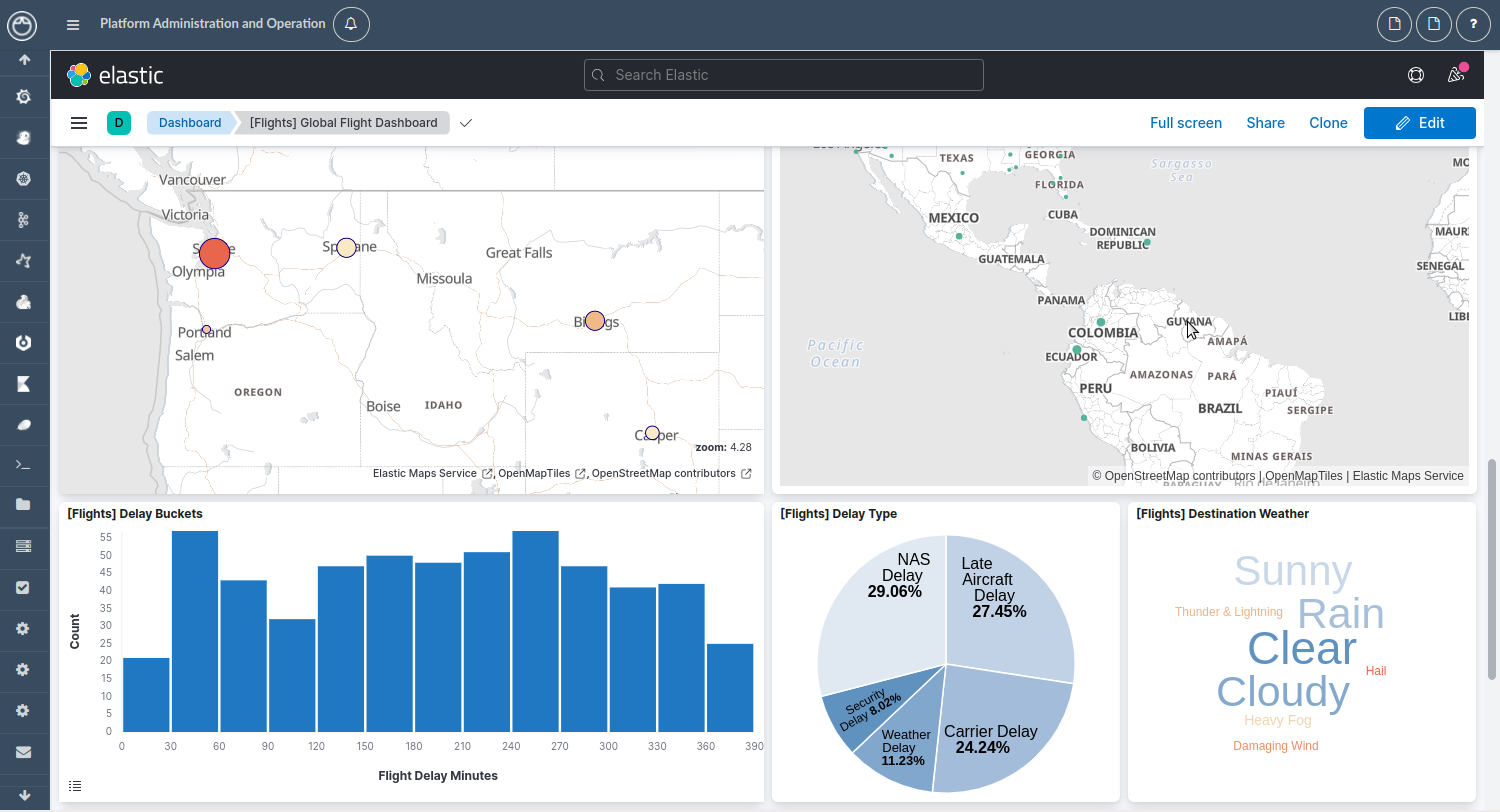 Platform Administration and Operation
?
elastic
Search Elastic
D
Dashboard
[Flights] Global Flight Dashboard
Full screen
Share
Clone
Edit
Vancouver
Victoria
Olympia
Portland
Salem
OREGON
Boise
IDAHO
Missoula
Great Falls
zoom: 4.28
Elastic Maps Service , OpenMapTiles , OpenStreetMap contributors
TEXAS
GEORGIA
FLORIDA
Sargasso
Sea
MEXICO
CUBA
DOMINICAN
REPUBLIC
GUATEMALA
PANAMA
COLOMBIA
GUYANA
AMAPÁ
ECUADOR
Pacific
Ocean
AMAZONAS
PARÁ
PERU
PIAUÍ
BRAZIL
SERGIPE
BOLIVIA
MINAS GERAIS
MO
MAURI
SENEGAL
LIBE
© OpenStreetMap contributors | OpenMapTiles | Elastic Maps Service
[Flights] Delay Buckets
55
50
45
40
35
30
25
20
15
10
5
0
Count
0 30 60 90 120 150 180 210 240 270 300 330 360 390
Flight Delay Minutes
[Flights] Delay Type
NAS
Delay
29.06%
Late
Aircraft
Delay
27.45%
Security
Delay 8.02%
Weather
Delay
11.23%
Carrier Delay
24.24%
[Flights] Destination Weather
Sunny
Thunder & Lightning
Rain
Clear
Hail
Cloudy
Heavy Fog
Damaging Wind